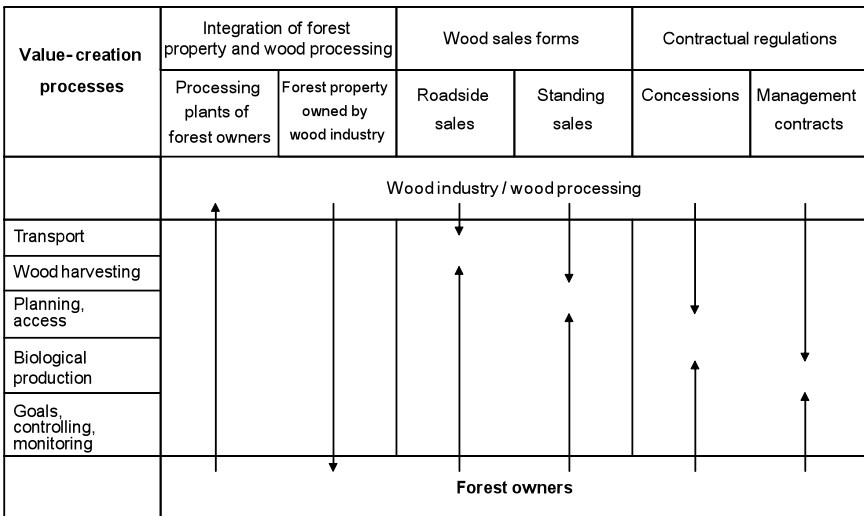 Value-creation
processes
Integration of forest
property and wood processing
Wood sales forms
Contractual regulations
Processing
plants of
forest owners
Forest property
owned by
wood industry
Roadside
sales
Standing
sales
Concessions
Management
contracts
Wood industry / wood processing
Transport
Wood harvesting
Planning,
access
Biological
production
Goals,
controlling,
monitoring
Forest owners